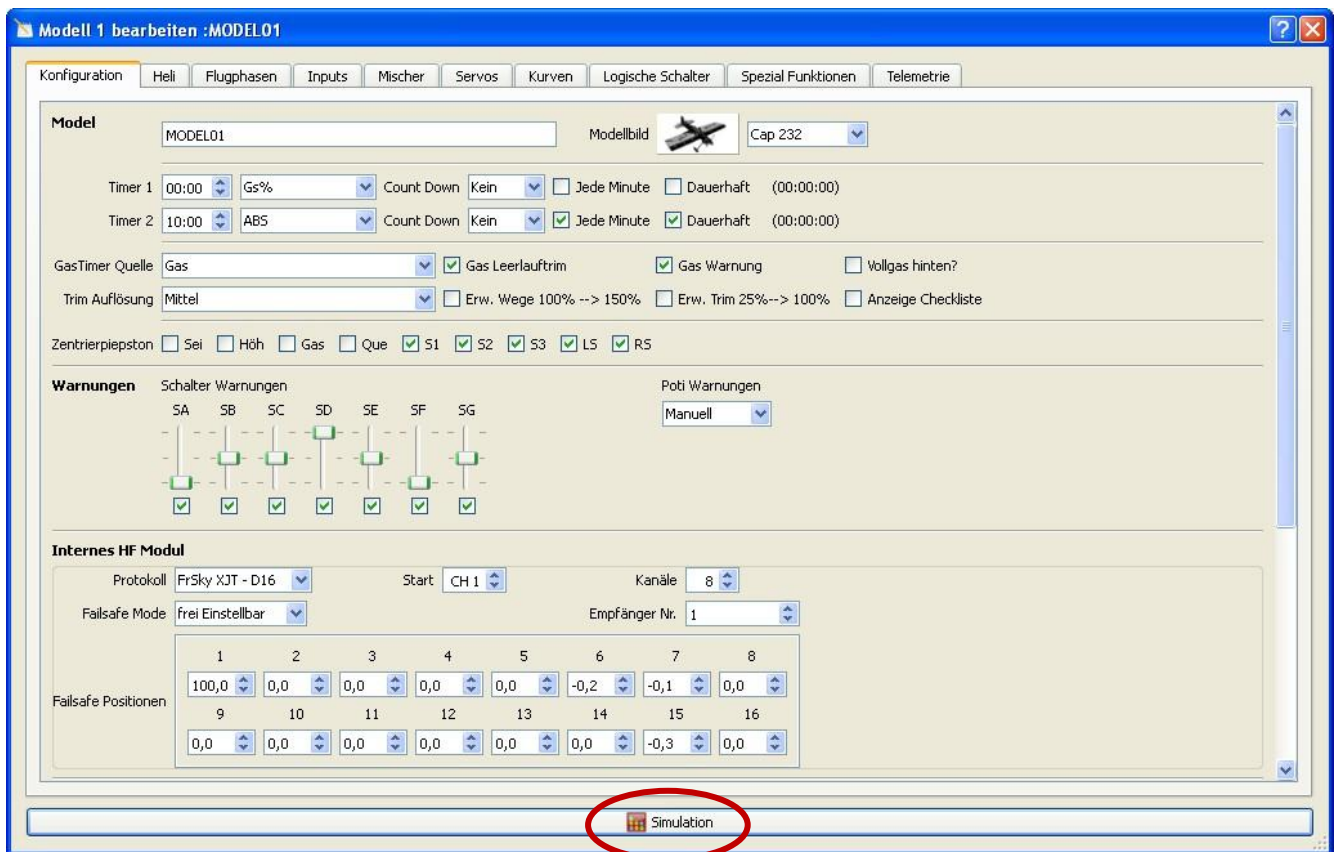 Modell 1 bearbeiten :MODEL01
Konfiguration Heli Flugphasen Inputs Mischer Servos Kurven Logische Schalter Spezial Funktionen Telemetrie
Model MODEL01 Modellbild Cap 232
Timer 1 00:00 Gs% Count Down Kein Jede Minute Dauerhaft (00:00:00)
Timer 2 10:00 ABS Count Down Kein Jede Minute Dauerhaft (00:00:00)
GasTimer Quelle Gas Gas Leerlauftrim Gas Warnung Vollgas hinten?
Trim Auflösung Mittel Erw. Wege 100% --> 150% Erw. Trim 25%--> 100% Anzeige Checkliste
Zentrierpiepston Sei Höh Gas Que S1 S2 S3 LS RS
Warnungen Schalter Warnungen Poti Warnungen
SA SB SC SD SE SF SG Manuell
Internes HF Modul
Protokoll FrSky XJT - D16 Start CH 1 Kanäle 8
Failsafe Mode frei Einstellbar Empfänger Nr. 1
1 2 3 4 5 6 7 8
100,0 0,0 0,0 0,0 0,0 -0,2 -0,1 0,0
Failsafe Positionen
9 10 11 12 13 14 15 16
0,0 0,0 0,0 0,0 0,0 0,0 -0,3 0,0
Simulation